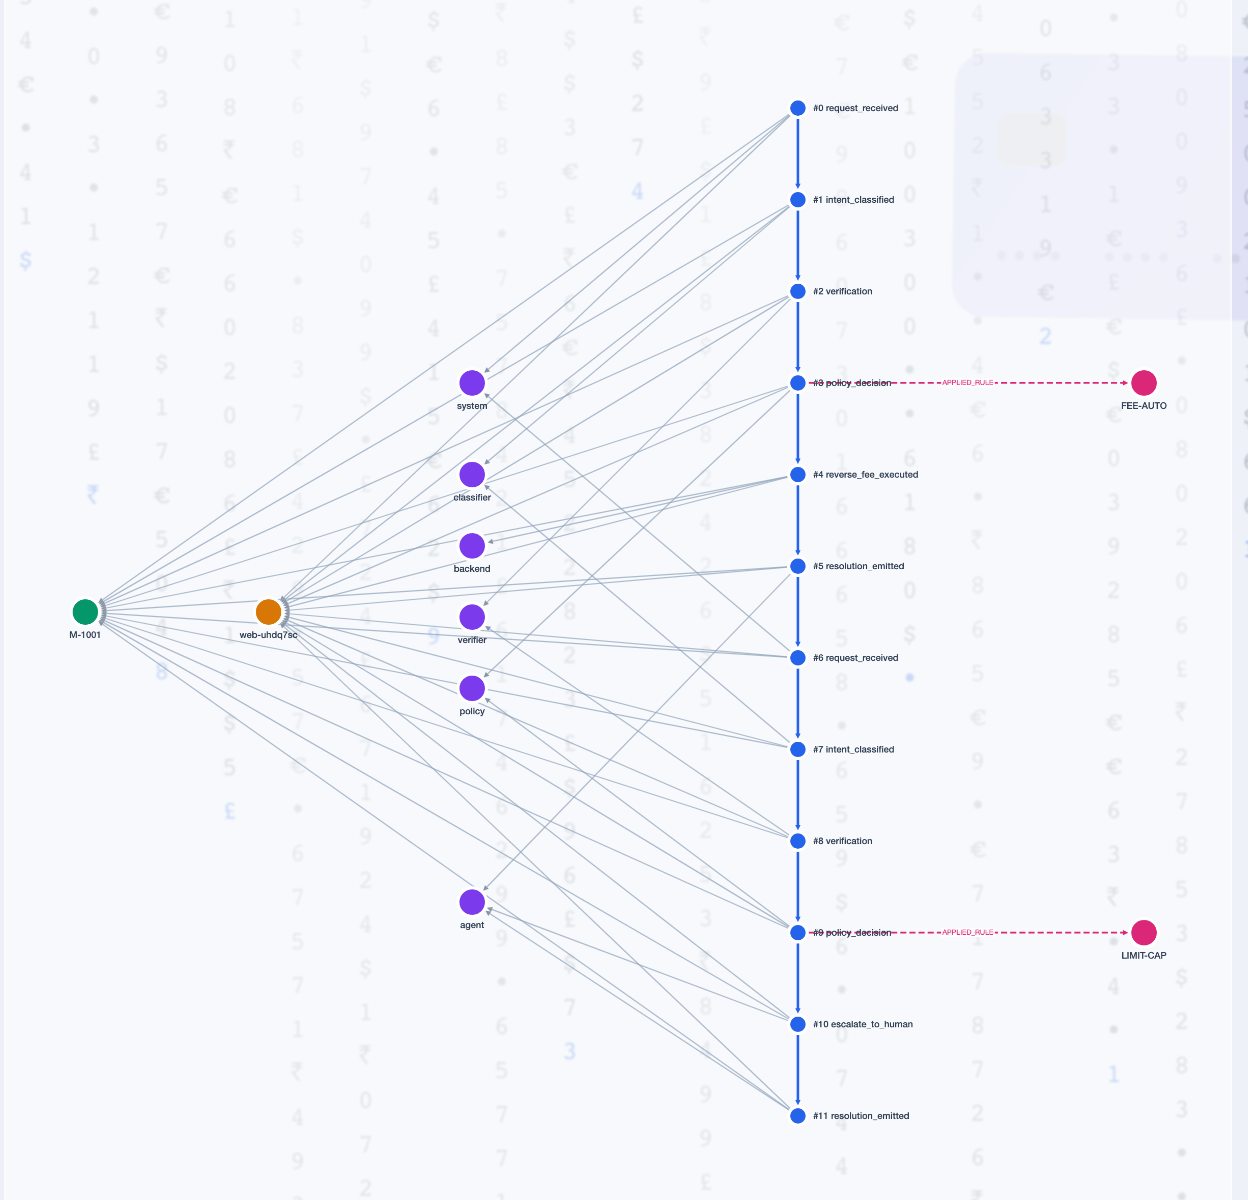 #0 request_received
#1 intent_classified
#2 verification
#3 policy_decision
APPLIED_RULE
system
FEE-AUTO
#4 reverse_fee_executed
classifier
#5 resolution_emitted
backend
M-1001
web-uhdq7sc
verifier
#6 request_received
policy
#7 intent_classified
#8 verification
agent
#9 policy_decision
APPLIED_RULE
LIMIT-CAP
#10 escalate_to_human
#11 resolution_emitted